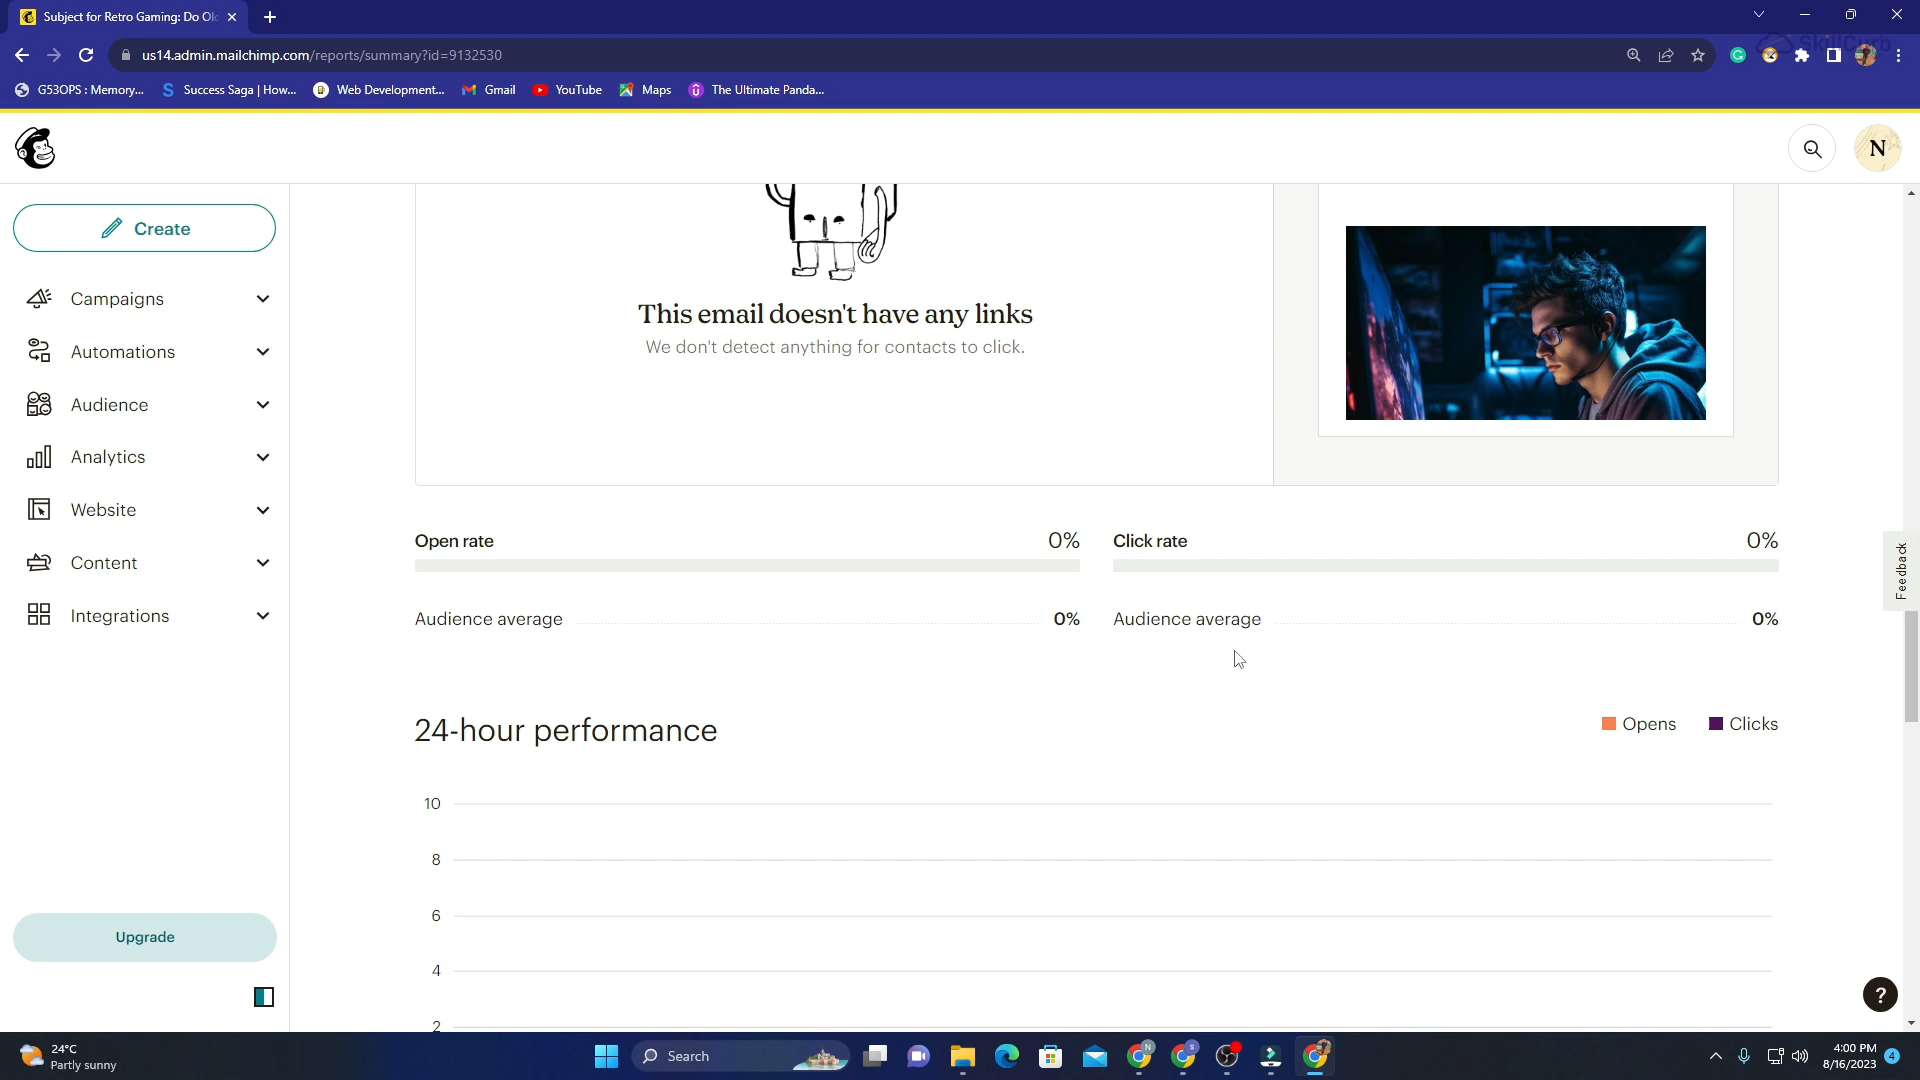 Subject for Retro Gaming: Do Ol
us14.admin.mailchimp.com/reports/summary?id=9132530
SkillCurb
G53OPS : Memory...
Success Saga | How...
Web Development...
Gmail
YouTube
Maps
The Ultimate Panda...
N
Create
Campaigns
Automations
Audience
Analytics
Website
Content
Integrations
Upgrade
This email doesn't have any links
We don't detect anything for contacts to click.
Open rate 0%
Click rate 0%
Audience average 0%
Audience average 0%
Feedback
24-hour performance
Opens Clicks
10
8
6
4
2
?
24°C
Partly sunny
Search
N
S
4:00 PM
8/16/2023
4